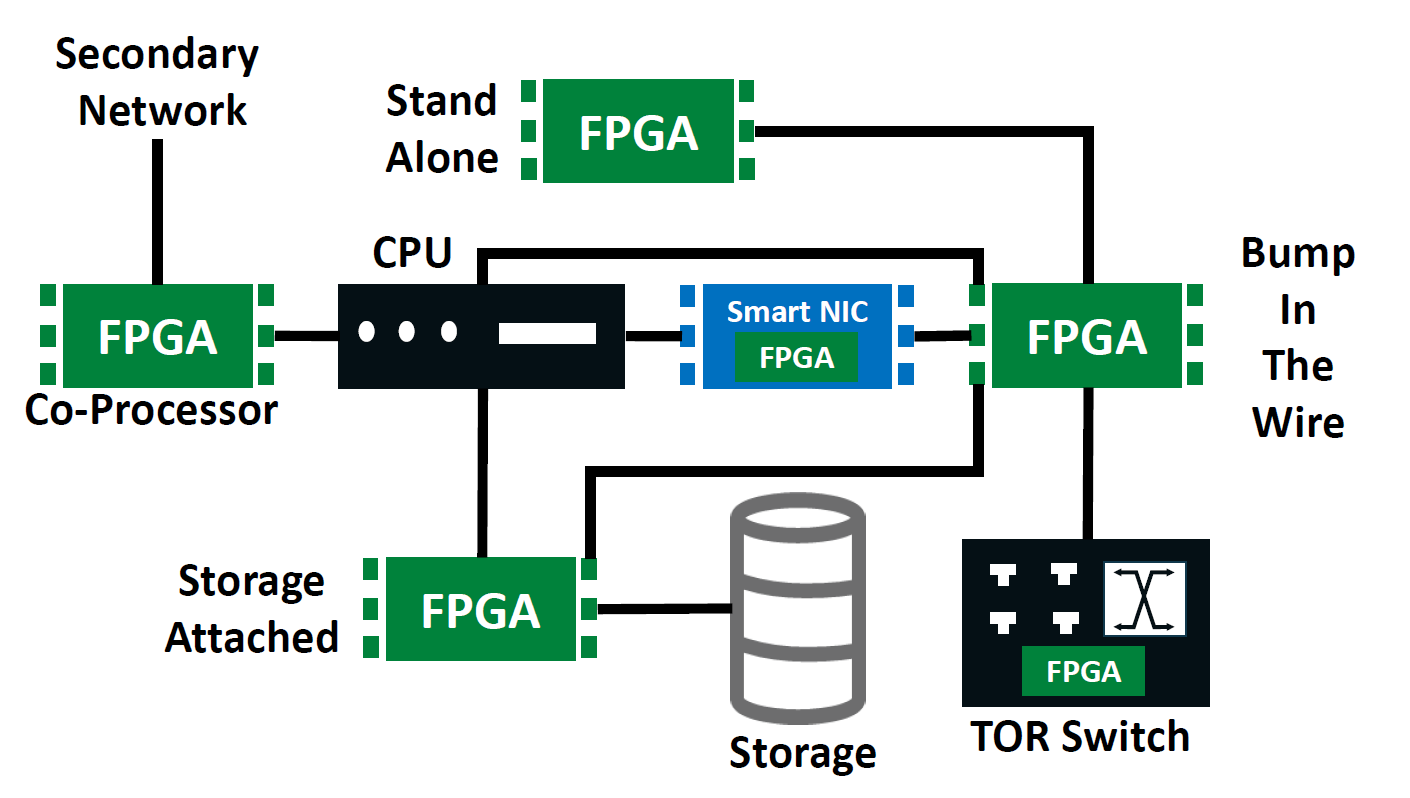 Secondary
Network
Stand
Alone
FPGA
CPU
Bump
In
The
Wire
FPGA
Co-Processor
Smart NIC
FPGA
FPGA
Storage
Attached
FPGA
Storage
FPGA
TOR Switch